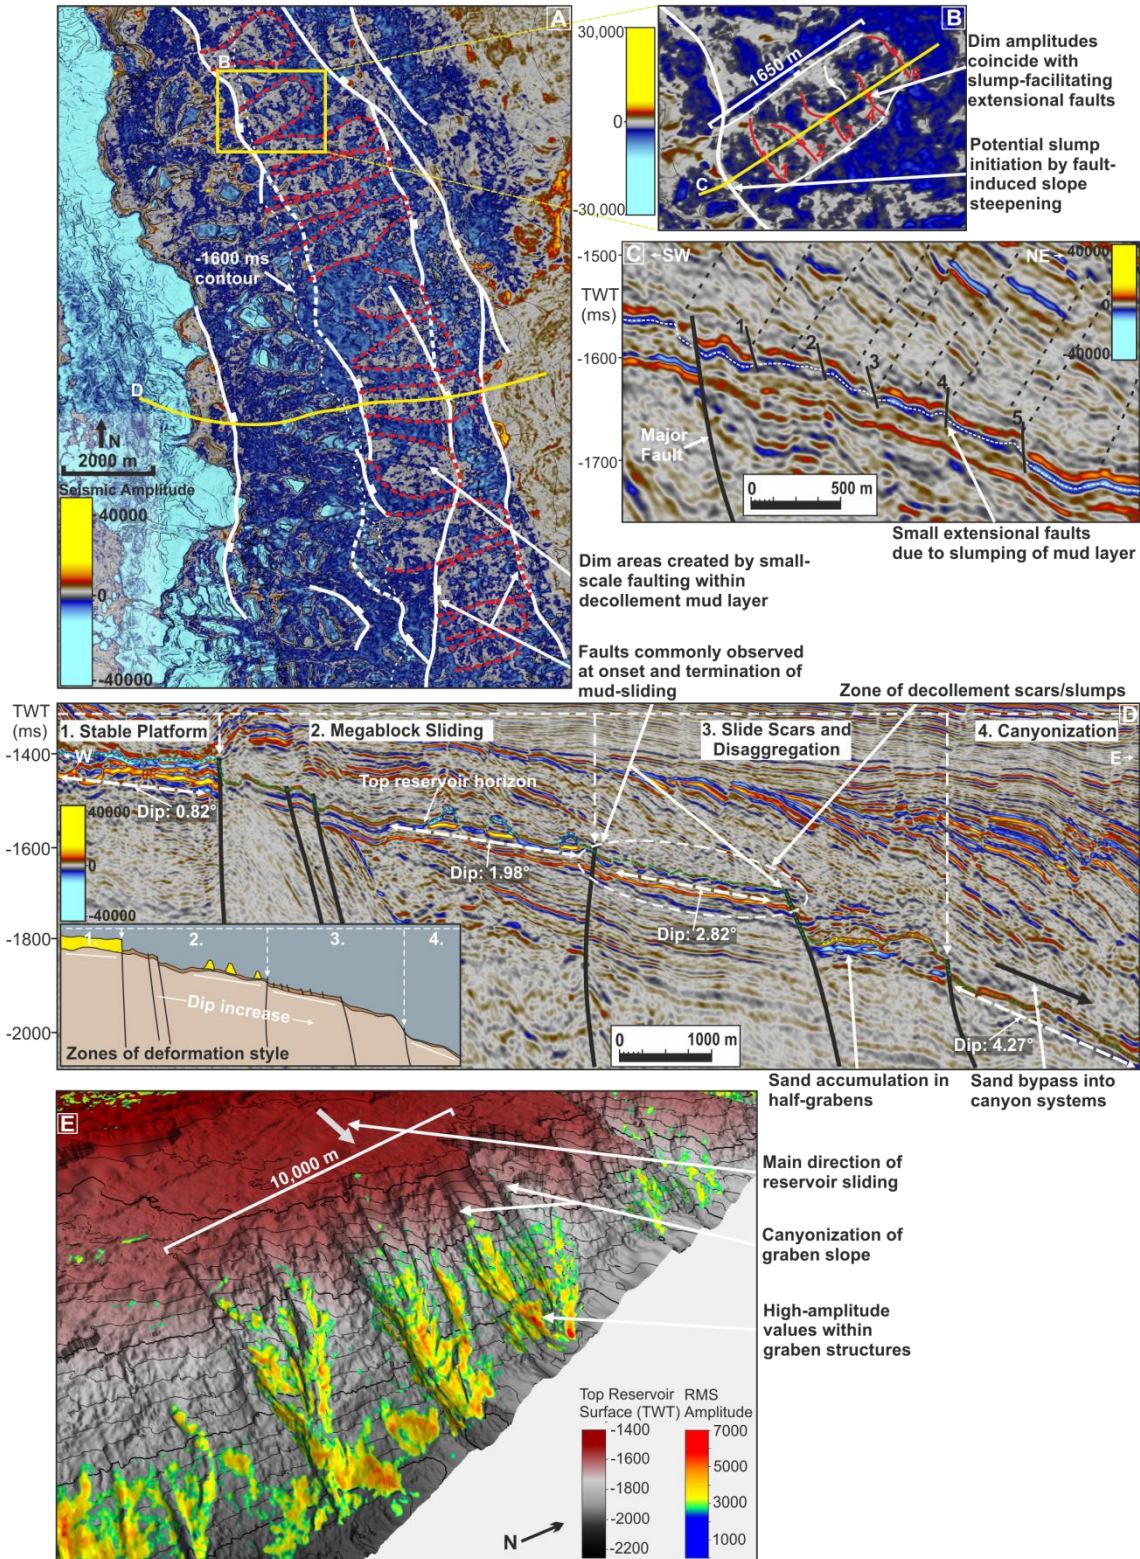 A
B
-1600 ms
contour
D
N
2000 m
Seismic Amplitude
40000
0
-40000
30,000
0
-30,000
B
1650 m
1
2
3
4
5
C
Dim amplitudes
coincide with
slump-facilitating
extensional faults
Potential slump
initiation by fault-
induced slope
steepening
-1500
TWT
(ms)
-1600
-1700
C
←SW
NE→
40000
0
-40000
1
2
3
4
5
Major
Fault
0
500 m
Small extensional faults
due to slumping of mud layer
Dim areas created by small-
scale faulting within
decollement mud layer
Faults commonly observed
at onset and termination of
mud-sliding
Zone of decollement scars/slumps
TWT
(ms)
-1400
-1600
-1800
-2000
1. Stable Platform
2. Megablock Sliding
3. Slide Scars and
Disaggregation
4. Canyonization
D
W
E
Top reservoir horizon
Dip: 0.82°
Dip: 1.98°
Dip: 2.82°
Dip: 4.27°
40000
0
-40000
1.
2.
3.
4.
Dip increase
Zones of deformation style
0
1000 m
Sand accumulation in
half-grabens
Sand bypass into
canyon systems
E
10,000 m
Main direction of
reservoir sliding
Canyonization of
graben slope
High-amplitude
values within
graben structures
Top Reservoir
Surface (TWT)
-1400
-1600
-1800
-2000
-2200
RMS
Amplitude
7000
5000
3000
1000
N